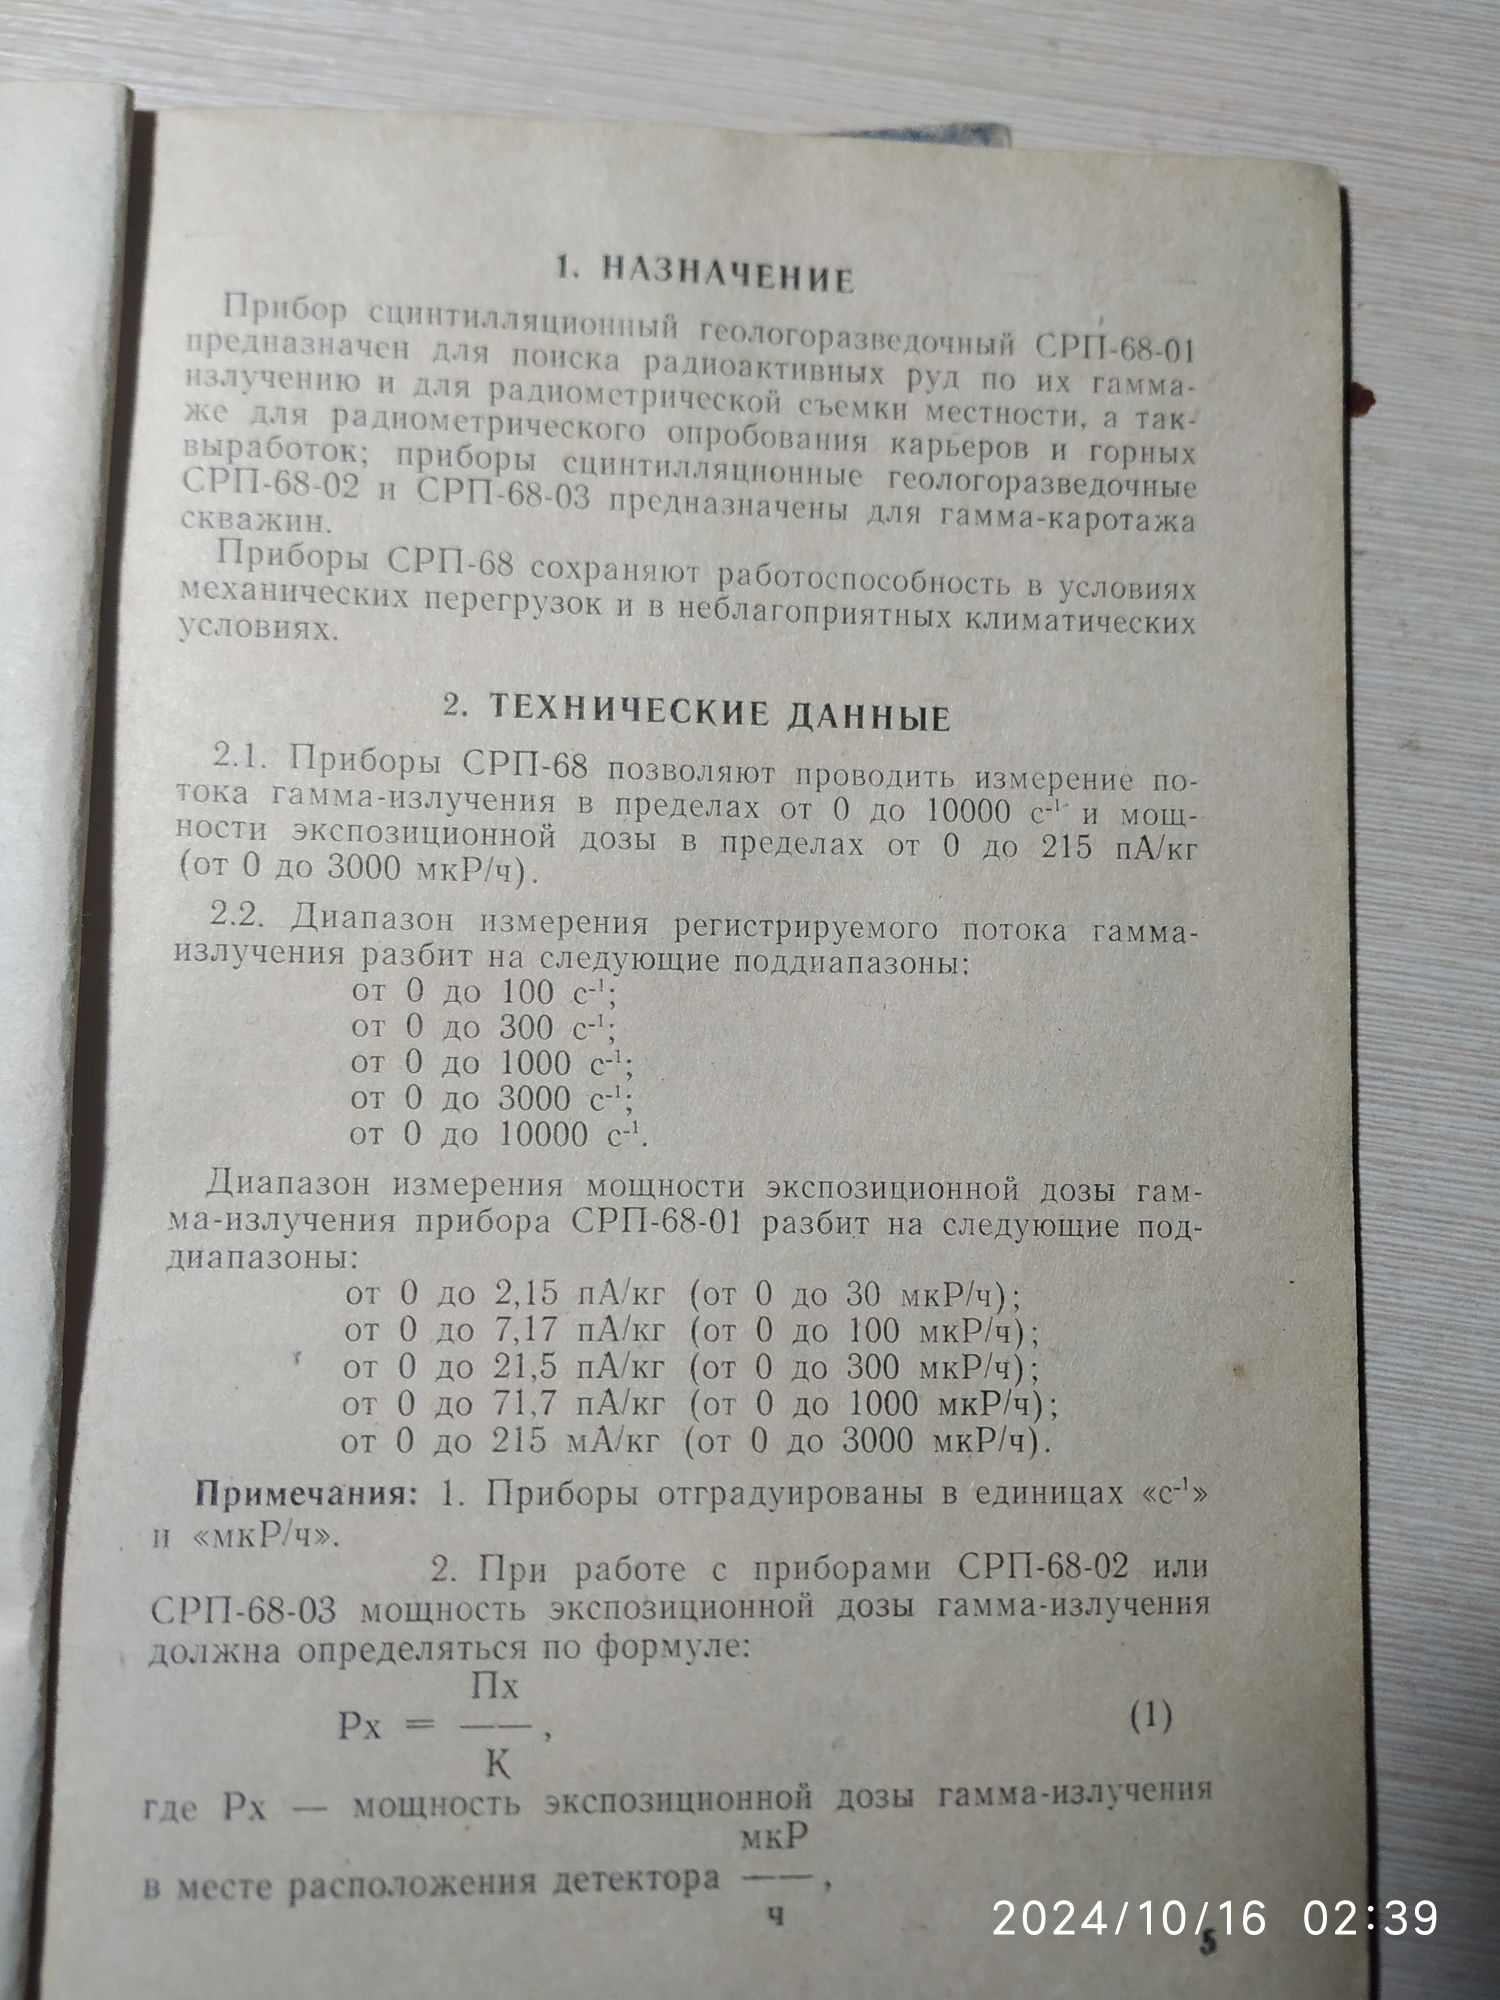 1. НАЗНАЧЕНИЕ
Прибор сцинтилляционный геологоразведочный СРП-68-01
предназначен для поиска радиоактивных руд по их гамма-
излучению и для радиометрической съемки местности, а так-
же для радиометрического опробования карьеров и горных
выработок; приборы сцинтилляционные геологоразведочные
СРП-68-02 и СРП-68-03 предназначены для гамма-каротажа
скважин.
Приборы СРП-68 сохраняют работоспособность в условиях
механических перегрузок и в неблагоприятных климатических
условиях.
2. ТЕХНИЧЕСКИЕ ДАННЫЕ
2.1. Приборы СРП-68 позволяют проводить измерение по-
тока гамма-излучения в пределах от 0 до 10000 с⁻¹ и мощ-
ности экспозиционной дозы в пределах от 0 до 215 пА/кг
(от 0 до 3000 мкР/ч).
2.2. Диапазон измерения регистрируемого потока гамма-
излучения разбит на следующие поддиапазоны:
от 0 до 100 с⁻¹;
от 0 до 300 с⁻¹;
от 0 до 1000 с⁻¹;
от 0 до 3000 с⁻¹;
от 0 до 10000 с⁻¹.
Диапазон измерения мощности экспозиционной дозы гам-
ма-излучения прибора СРП-68-01 разбит на следующие под-
диапазоны:
от 0 до 2,15 пА/кг (от 0 до 30 мкР/ч);
от 0 до 7,17 пА/кг (от 0 до 100 мкР/ч);
от 0 до 21,5 пА/кг (от 0 до 300 мкР/ч);
от 0 до 71,7 пА/кг (от 0 до 1000 мкР/ч);
от 0 до 215 мА/кг (от 0 до 3000 мкР/ч).
Примечания: 1. Приборы отградуированы в единицах «с⁻¹»
и «мкР/ч».
2. При работе с приборами СРП-68-02 или
СРП-68-03 мощность экспозиционной дозы гамма-излучения
должна определяться по формуле:
Пх
Рх = ——,
(1)
К
где Рх — мощность экспозиционной дозы гамма-излучения
мкР
в месте расположения детектора ——,
ч
2024/10/16 02:39
5